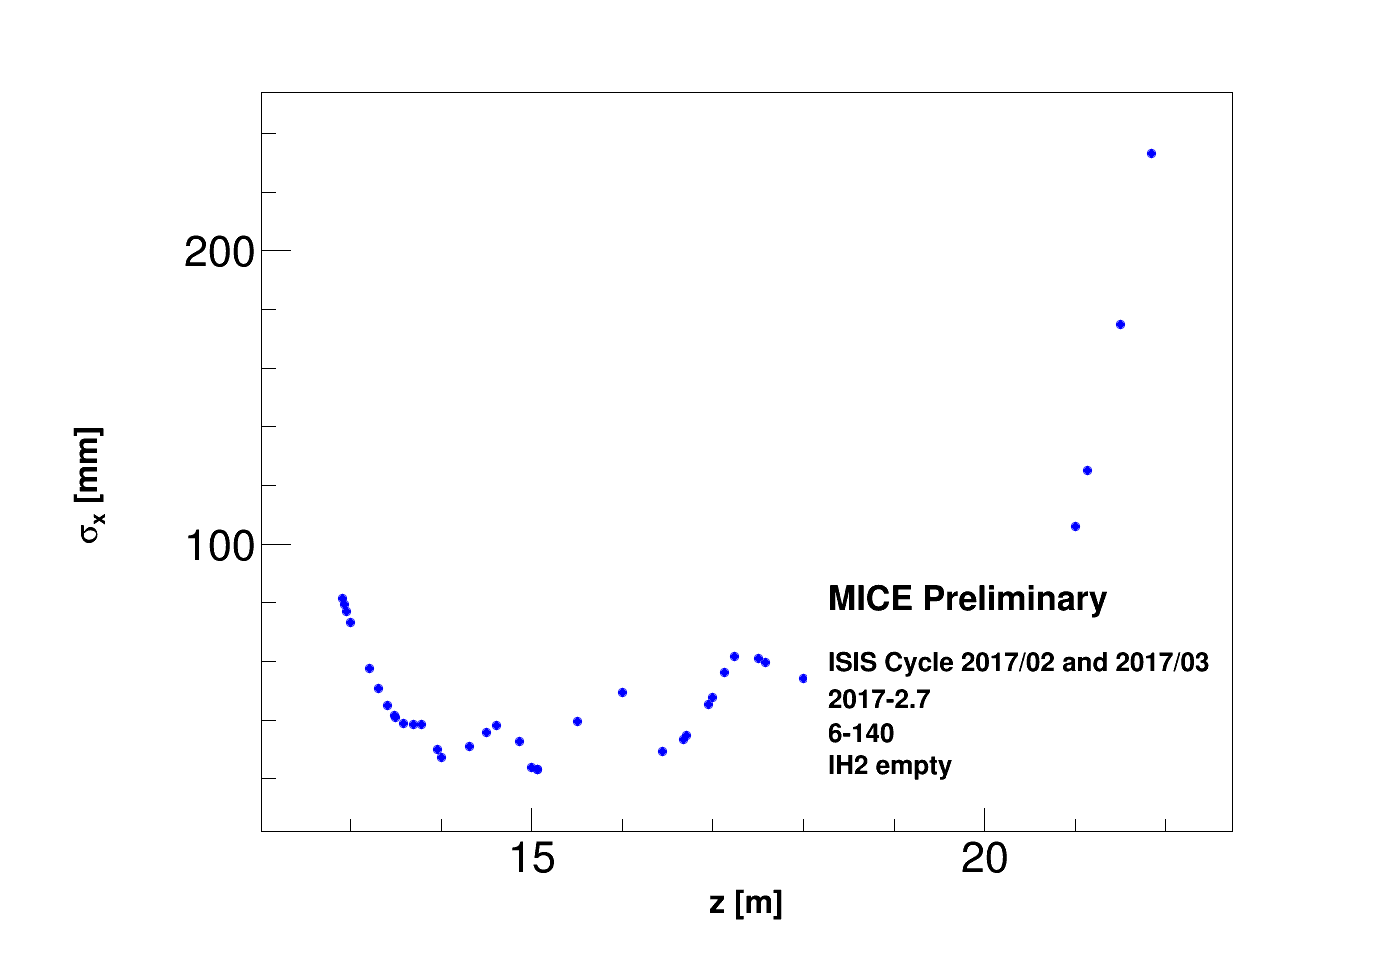 200
100
σx [mm]
MICE Preliminary
ISIS Cycle 2017/02 and 2017/03
2017-2.7
6-140
IH2 empty
15
20
z [m]